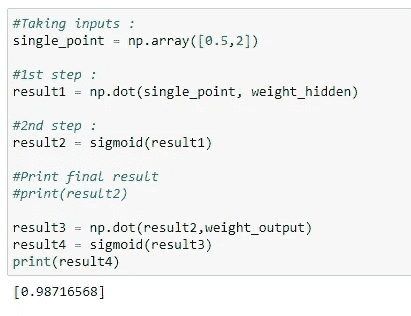 #Taking inputs :
single_point = np.array([0.5,2])
#1st step :
result1 = np.dot(single_point, weight_hidden)
#2nd step :
result2 = sigmoid(result1)
#Print final result
#print(result2)
result3 = np.dot(result2,weight_output)
result4 = sigmoid(result3)
print(result4)
[0.98716568]